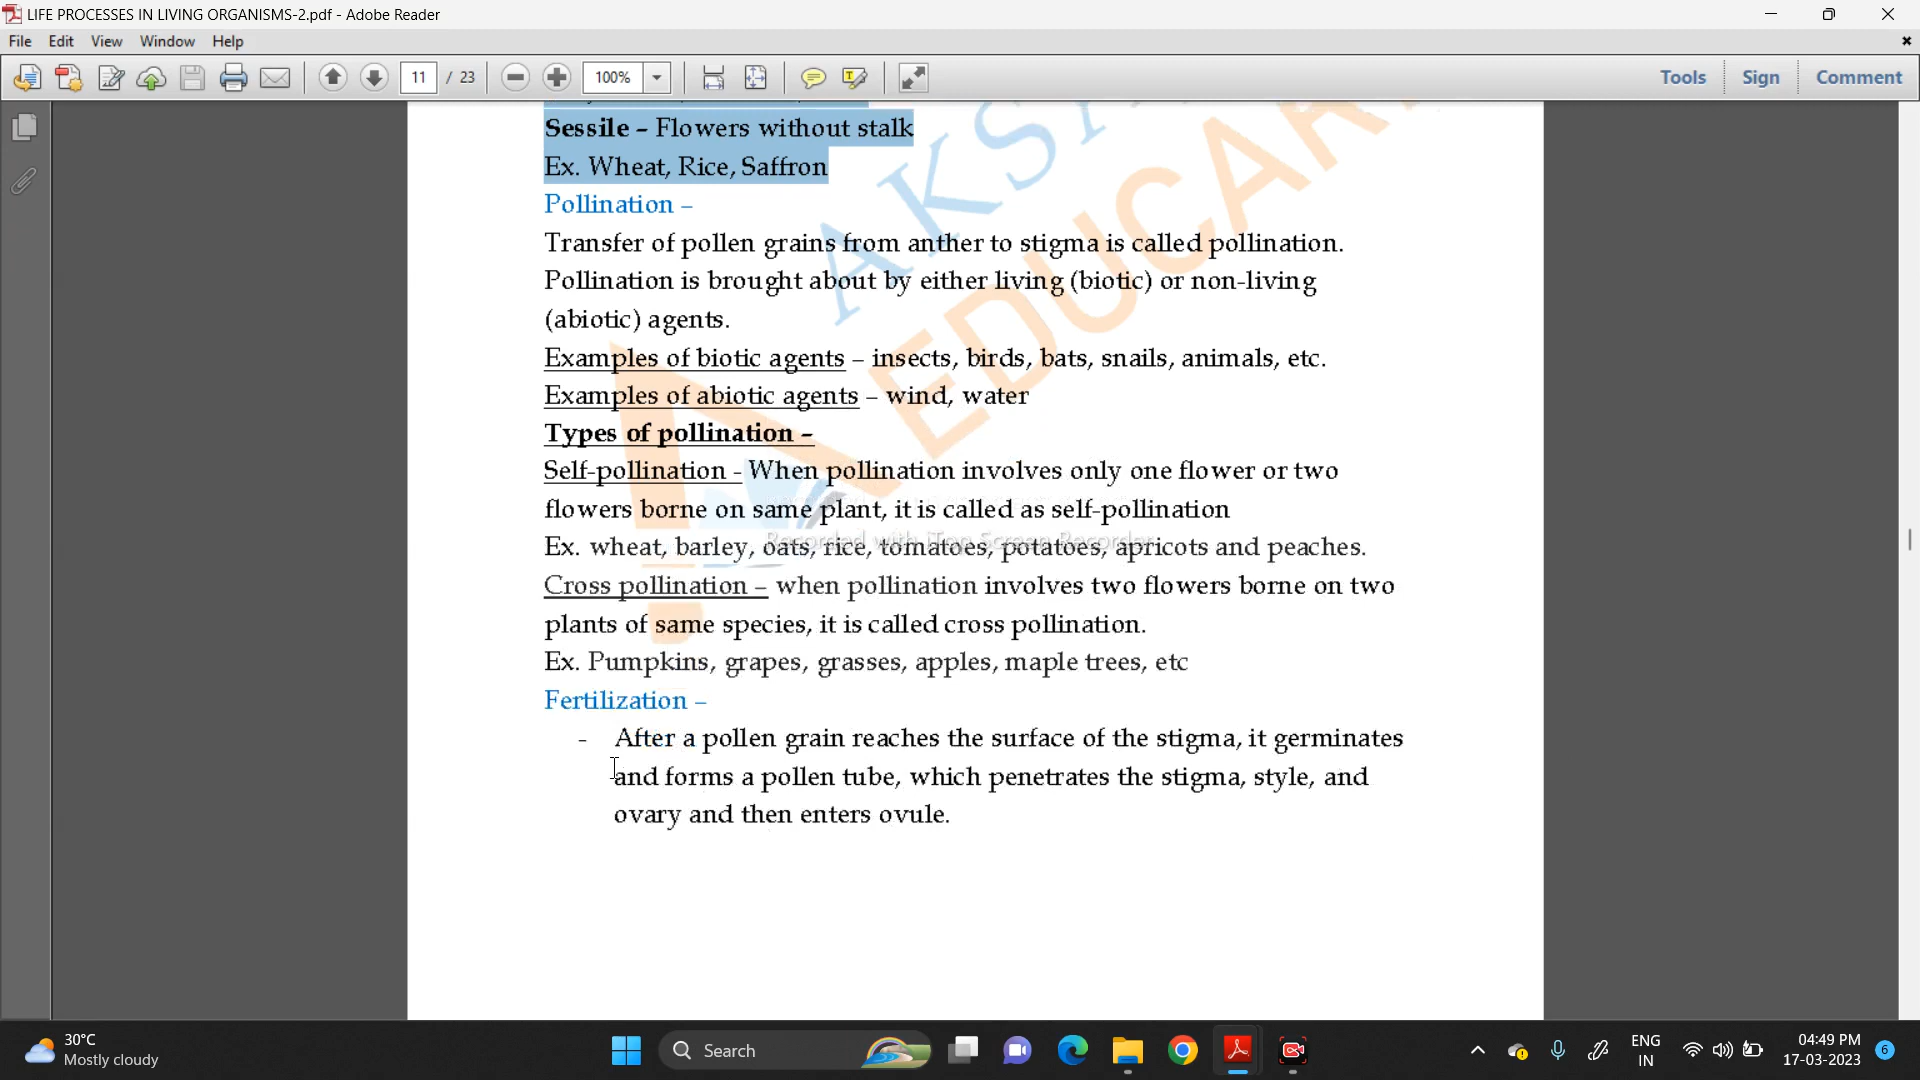 LIFE PROCESSES IN LIVING ORGANISMS-2.pdf - Adobe Reader
File Edit View Window Help
11 / 23 100% Tools Sign Comment
Sessile – Flowers without stalk
Ex. Wheat, Rice, Saffron
Pollination –
Transfer of pollen grains from anther to stigma is called pollination.
Pollination is brought about by either living (biotic) or non-living
(abiotic) agents.
Examples of biotic agents – insects, birds, bats, snails, animals, etc.
Examples of abiotic agents – wind, water
Types of pollination –
Self-pollination - When pollination involves only one flower or two
flowers borne on same plant, it is called as self-pollination
Recorded with iTop Screen Recorder
Ex. wheat, barley, oats, rice, tomatoes, potatoes, apricots and peaches.
Cross pollination – when pollination involves two flowers borne on two
plants of same species, it is called cross pollination.
Ex. Pumpkins, grapes, grasses, apples, maple trees, etc
Fertilization –
- After a pollen grain reaches the surface of the stigma, it germinates
and forms a pollen tube, which penetrates the stigma, style, and
ovary and then enters ovule.
30°C
Mostly cloudy
Search
ENG
IN
04:49 PM
17-03-2023
6